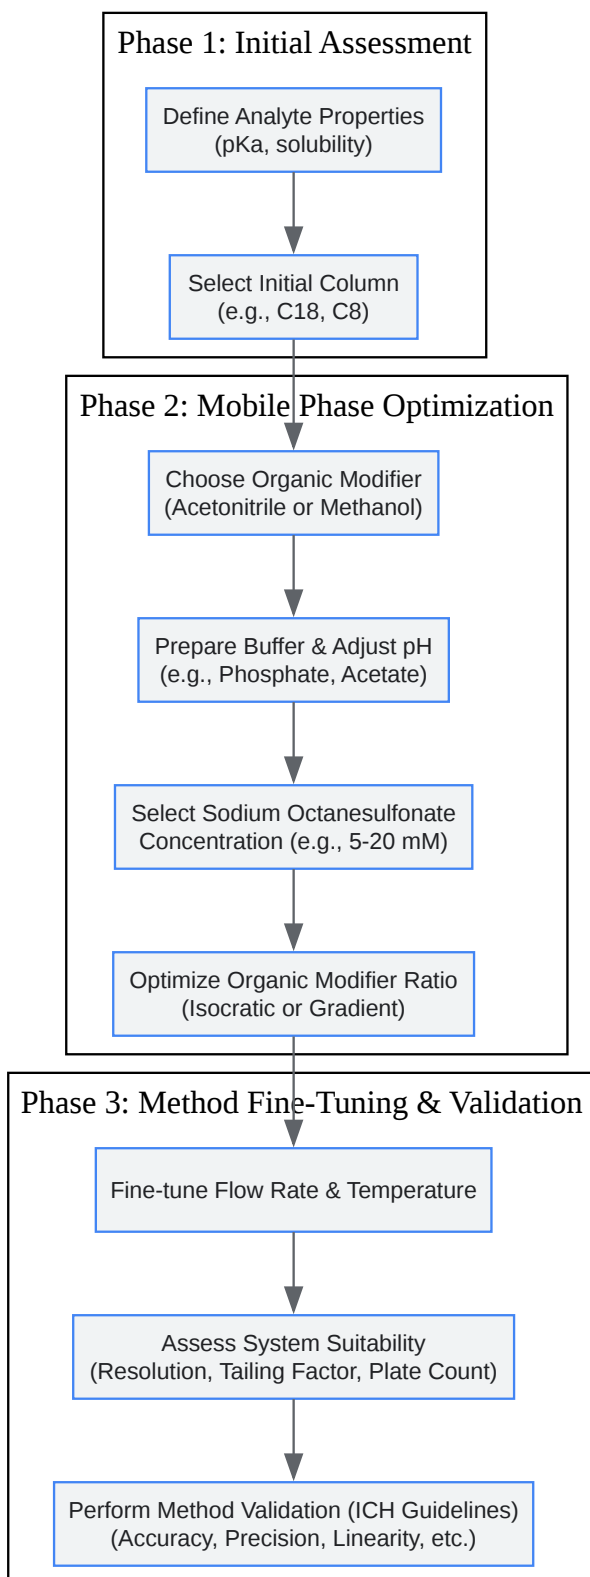 Phase 1: Initial Assessment
Define Analyte Properties
(pKa, solubility)
Select Initial Column
(e.g., C18, C8)
Phase 2: Mobile Phase Optimization
Choose Organic Modifier
(Acetonitrile or Methanol)
Prepare Buffer & Adjust pH
(e.g., Phosphate, Acetate)
Select Sodium Octanesulfonate
Concentration (e.g., 5-20 mM)
Optimize Organic Modifier Ratio
(Isocratic or Gradient)
Phase 3: Method Fine-Tuning & Validation
Fine-tune Flow Rate & Temperature
Assess System Suitability
(Resolution, Tailing Factor, Plate Count)
Perform Method Validation (ICH Guidelines)
(Accuracy, Precision, Linearity, etc.)